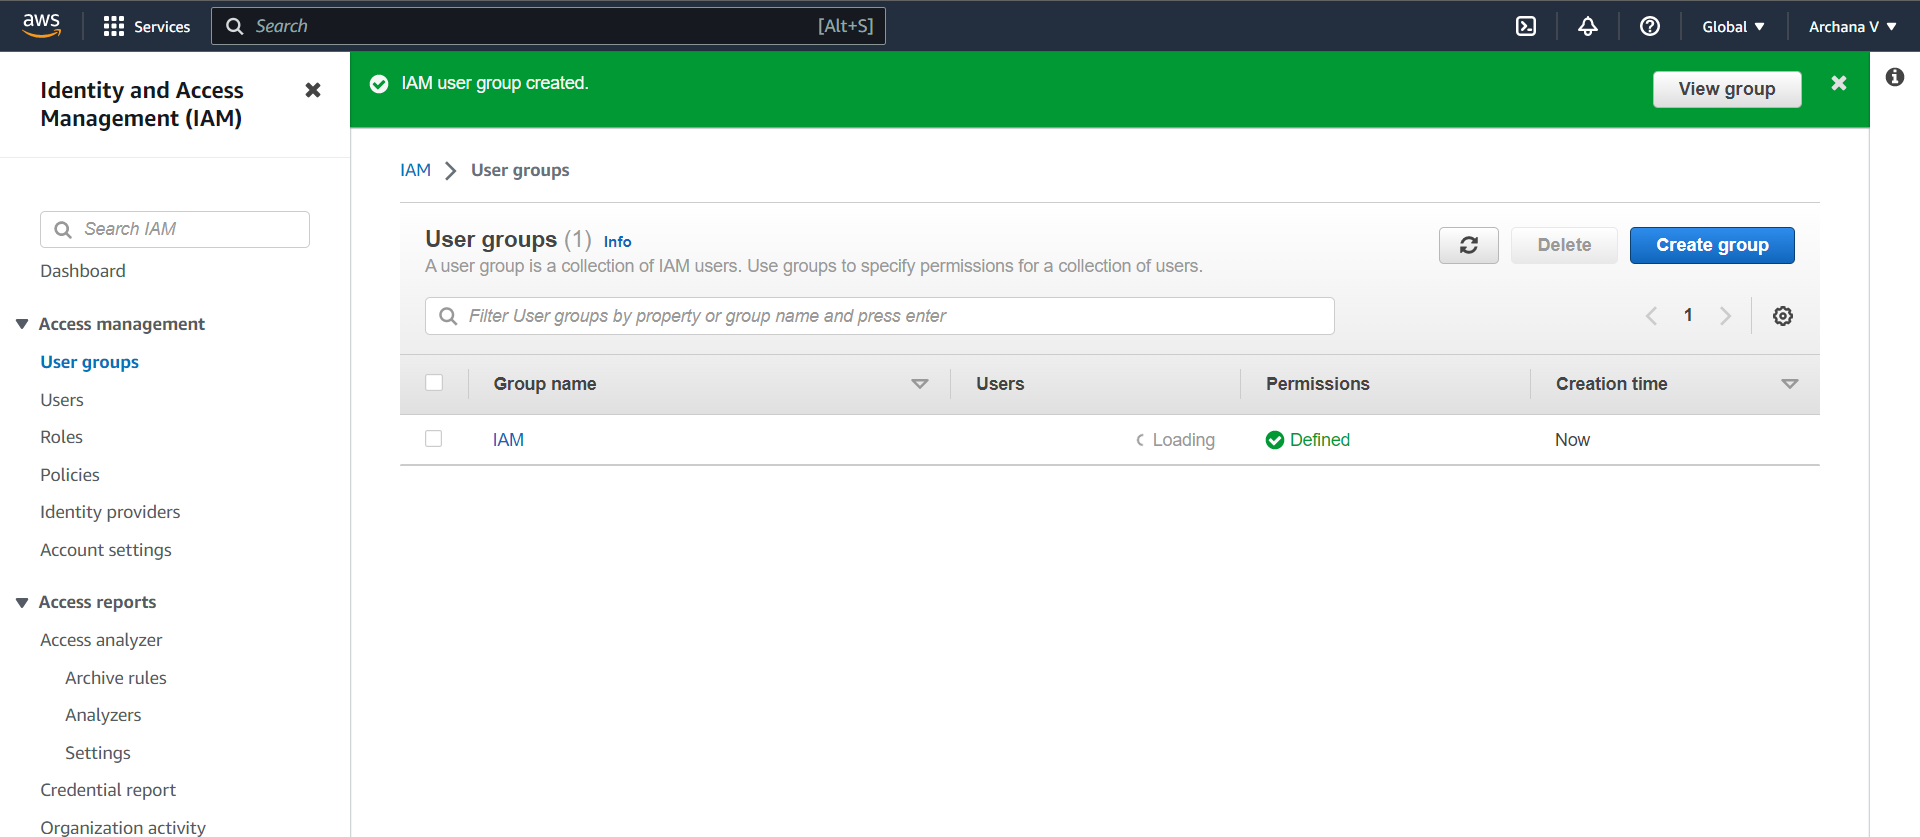 aws
Services
Search [Alt+S]
Global
Archana V
Identity and Access
Management (IAM)
IAM user group created.
View group
Search IAM
Dashboard
Access management
User groups
Users
Roles
Policies
Identity providers
Account settings
Access reports
Access analyzer
Archive rules
Analyzers
Settings
Credential report
Organization activity
IAM > User groups
User groups (1) Info
A user group is a collection of IAM users. Use groups to specify permissions for a collection of users.
Delete
Create group
Filter User groups by property or group name and press enter
1
Group name Users Permissions Creation time
IAM Loading Defined Now